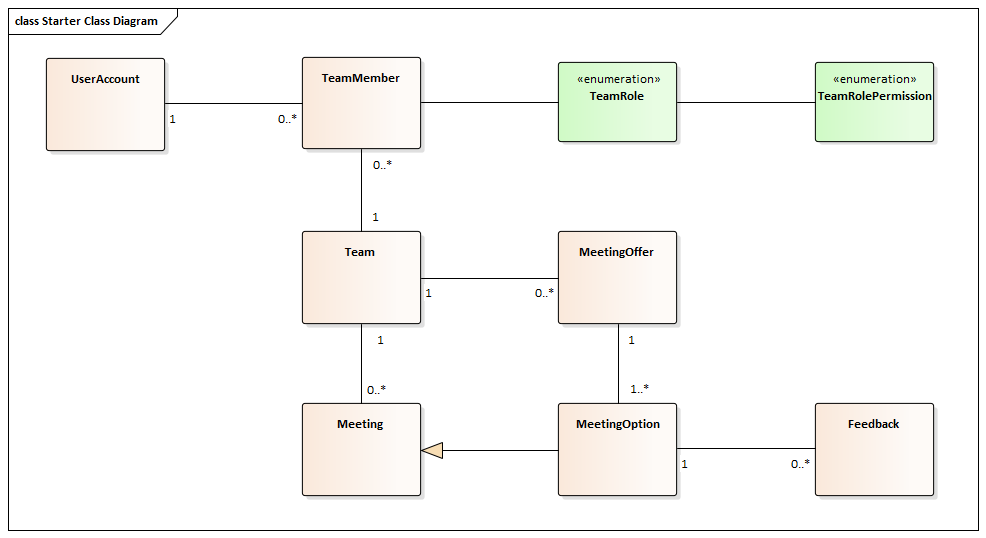 class Starter Class Diagram
UserAccount
TeamMember
«enumeration»
TeamRole
«enumeration»
TeamRolePermission
1
0..*
0..*
1
Team
MeetingOffer
1
0..*
1
1
0..*
1..*
Meeting
MeetingOption
Feedback
1
0..*